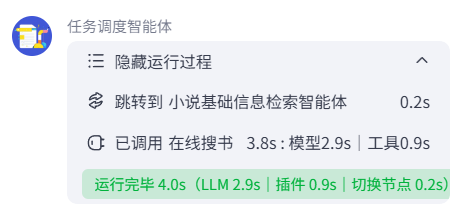 任务调度智能体
隐藏运行过程
跳转到 小说基础信息检索智能体 0.2s
已调用 在线搜书 3.8s : 模型2.9s｜工具0.9s
运行完毕 4.0s（LLM 2.9s｜插件 0.9s｜切换节点 0.2s）